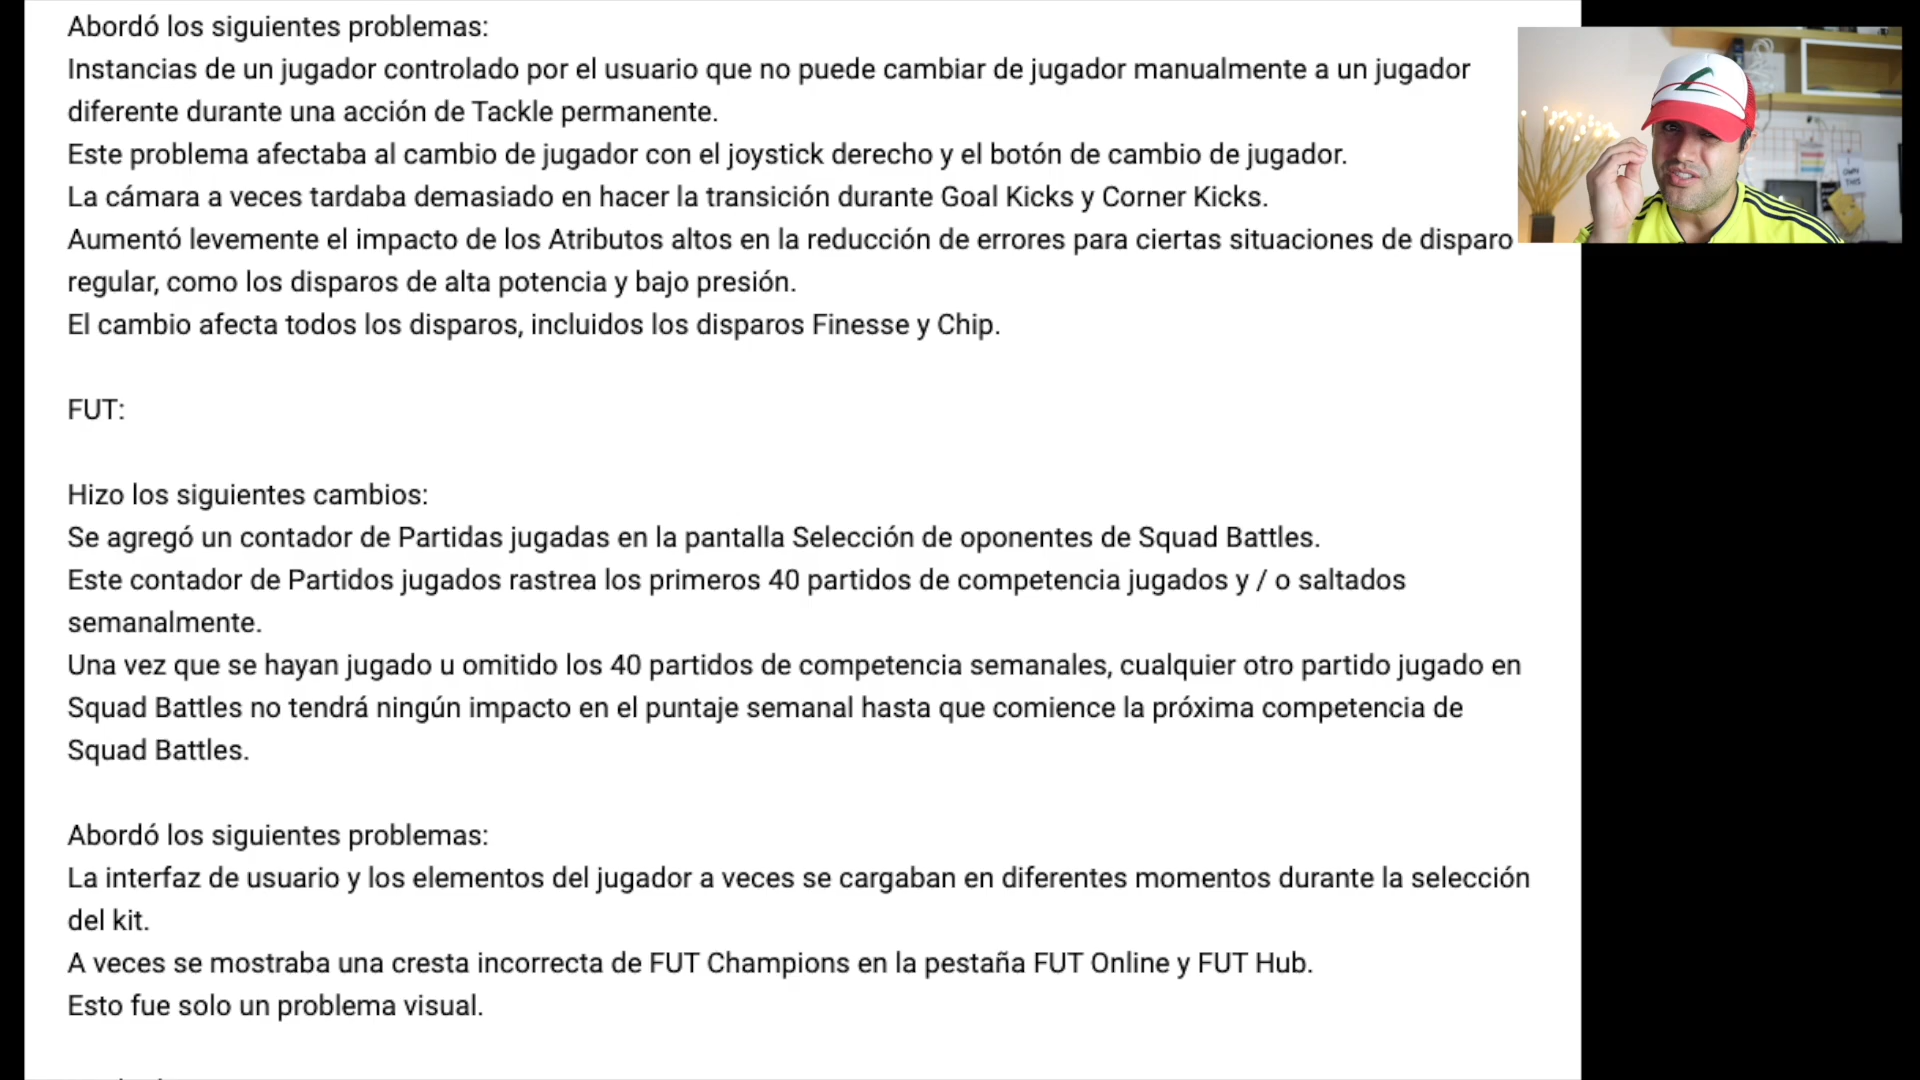 Abordó los siguientes problemas:
Instancias de un jugador controlado por el usuario que no puede cambiar de jugador manualmente a un jugador
diferente durante una acción de Tackle permanente.
Este problema afectaba al cambio de jugador con el joystick derecho y el botón de cambio de jugador.
La cámara a veces tardaba demasiado en hacer la transición durante Goal Kicks y Corner Kicks.
Aumentó levemente el impacto de los Atributos altos en la reducción de errores para ciertas situaciones de disparo
regular, como los disparos de alta potencia y bajo presión.
El cambio afecta todos los disparos, incluidos los disparos Finesse y Chip.
FUT:
Hizo los siguientes cambios:
Se agregó un contador de Partidas jugadas en la pantalla Selección de oponentes de Squad Battles.
Este contador de Partidos jugados rastrea los primeros 40 partidos de competencia jugados y / o saltados
semanalmente.
Una vez que se hayan jugado u omitido los 40 partidos de competencia semanales, cualquier otro partido jugado en
Squad Battles no tendrá ningún impacto en el puntaje semanal hasta que comience la próxima competencia de
Squad Battles.
Abordó los siguientes problemas:
La interfaz de usuario y los elementos del jugador a veces se cargaban en diferentes momentos durante la selección
del kit.
A veces se mostraba una cresta incorrecta de FUT Champions en la pestaña FUT Online y FUT Hub.
Esto fue solo un problema visual.